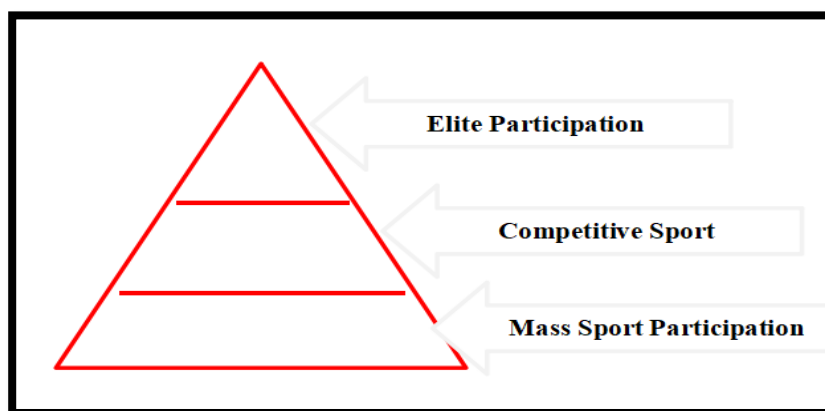 Elite Participation
Competitive Sport
Mass Sport Participation